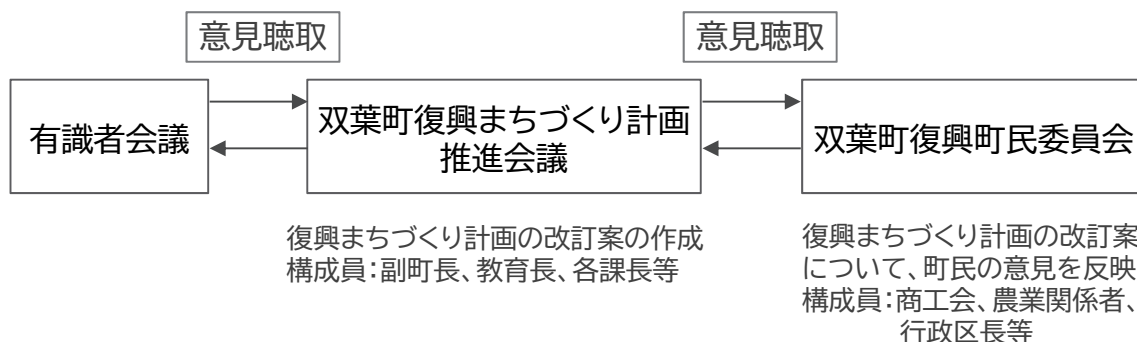 意見聴取
意見聴取
有識者会議
双葉町復興まちづくり計画
推進会議
双葉町復興町民委員会
復興まちづくり計画の改訂案の作成
構成員：副町長、教育長、各課長等
復興まちづくり計画の改訂案
について、町民の意見を反映
構成員：商工会、農業関係者、
行政区長等